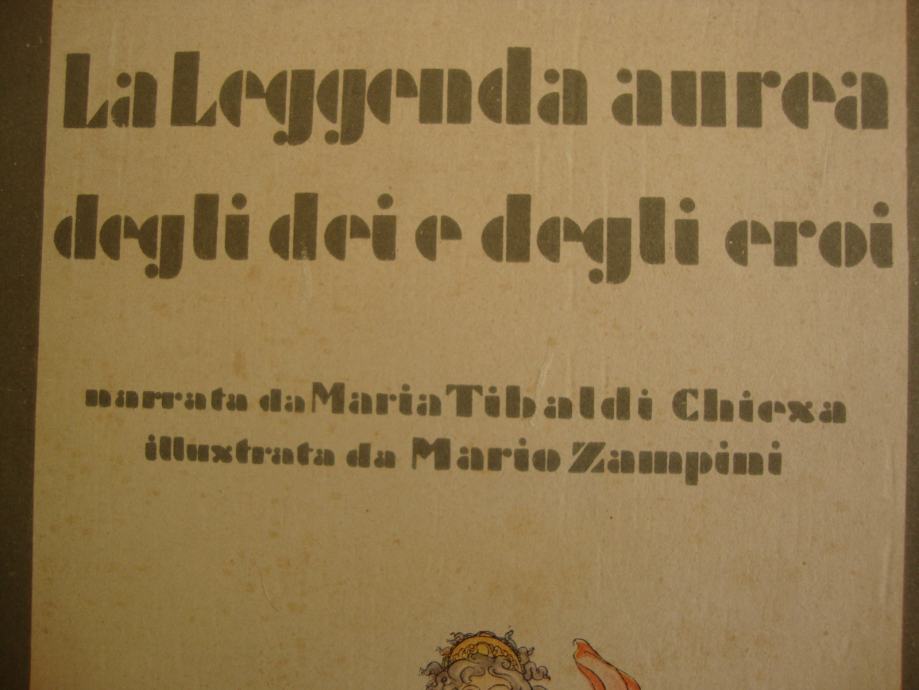 La Leggenda aurea
degli dei e degli eroi
narrata da Maria Tibaldi Chiesa
illustrata da Mario Zampini